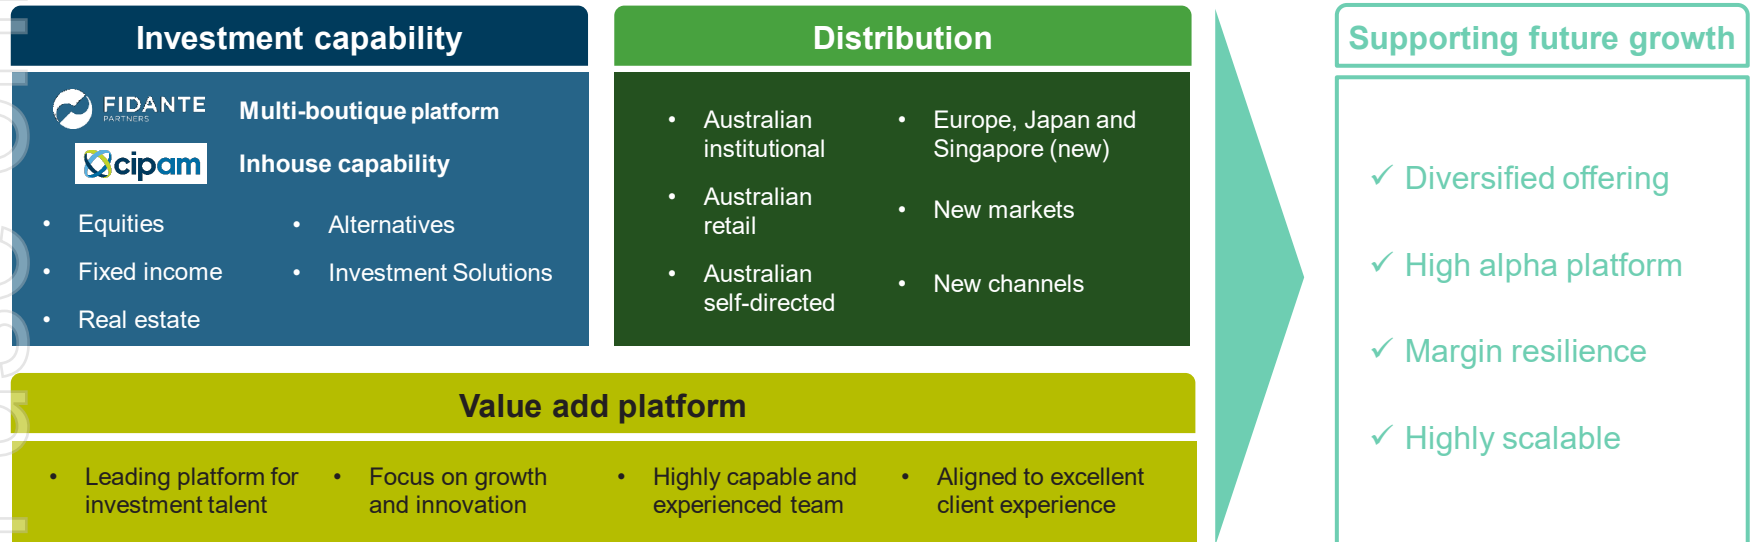 Investment capability
FIDANTE
PARTNERS
Multi-boutique platform
cipam
Inhouse capability
• Equities
• Fixed income
• Real estate
• Alternatives
• Investment Solutions
Distribution
• Australian
institutional
• Australian
retail
• Australian
self-directed
• Europe, Japan and
Singapore (new)
• New markets
• New channels
Value add platform
• Leading platform for
investment talent
• Focus on growth
and innovation
• Highly capable and
experienced team
• Aligned to excellent
client experience
Supporting future growth
✓ Diversified offering
✓ High alpha platform
✓ Margin resilience
✓ Highly scalable